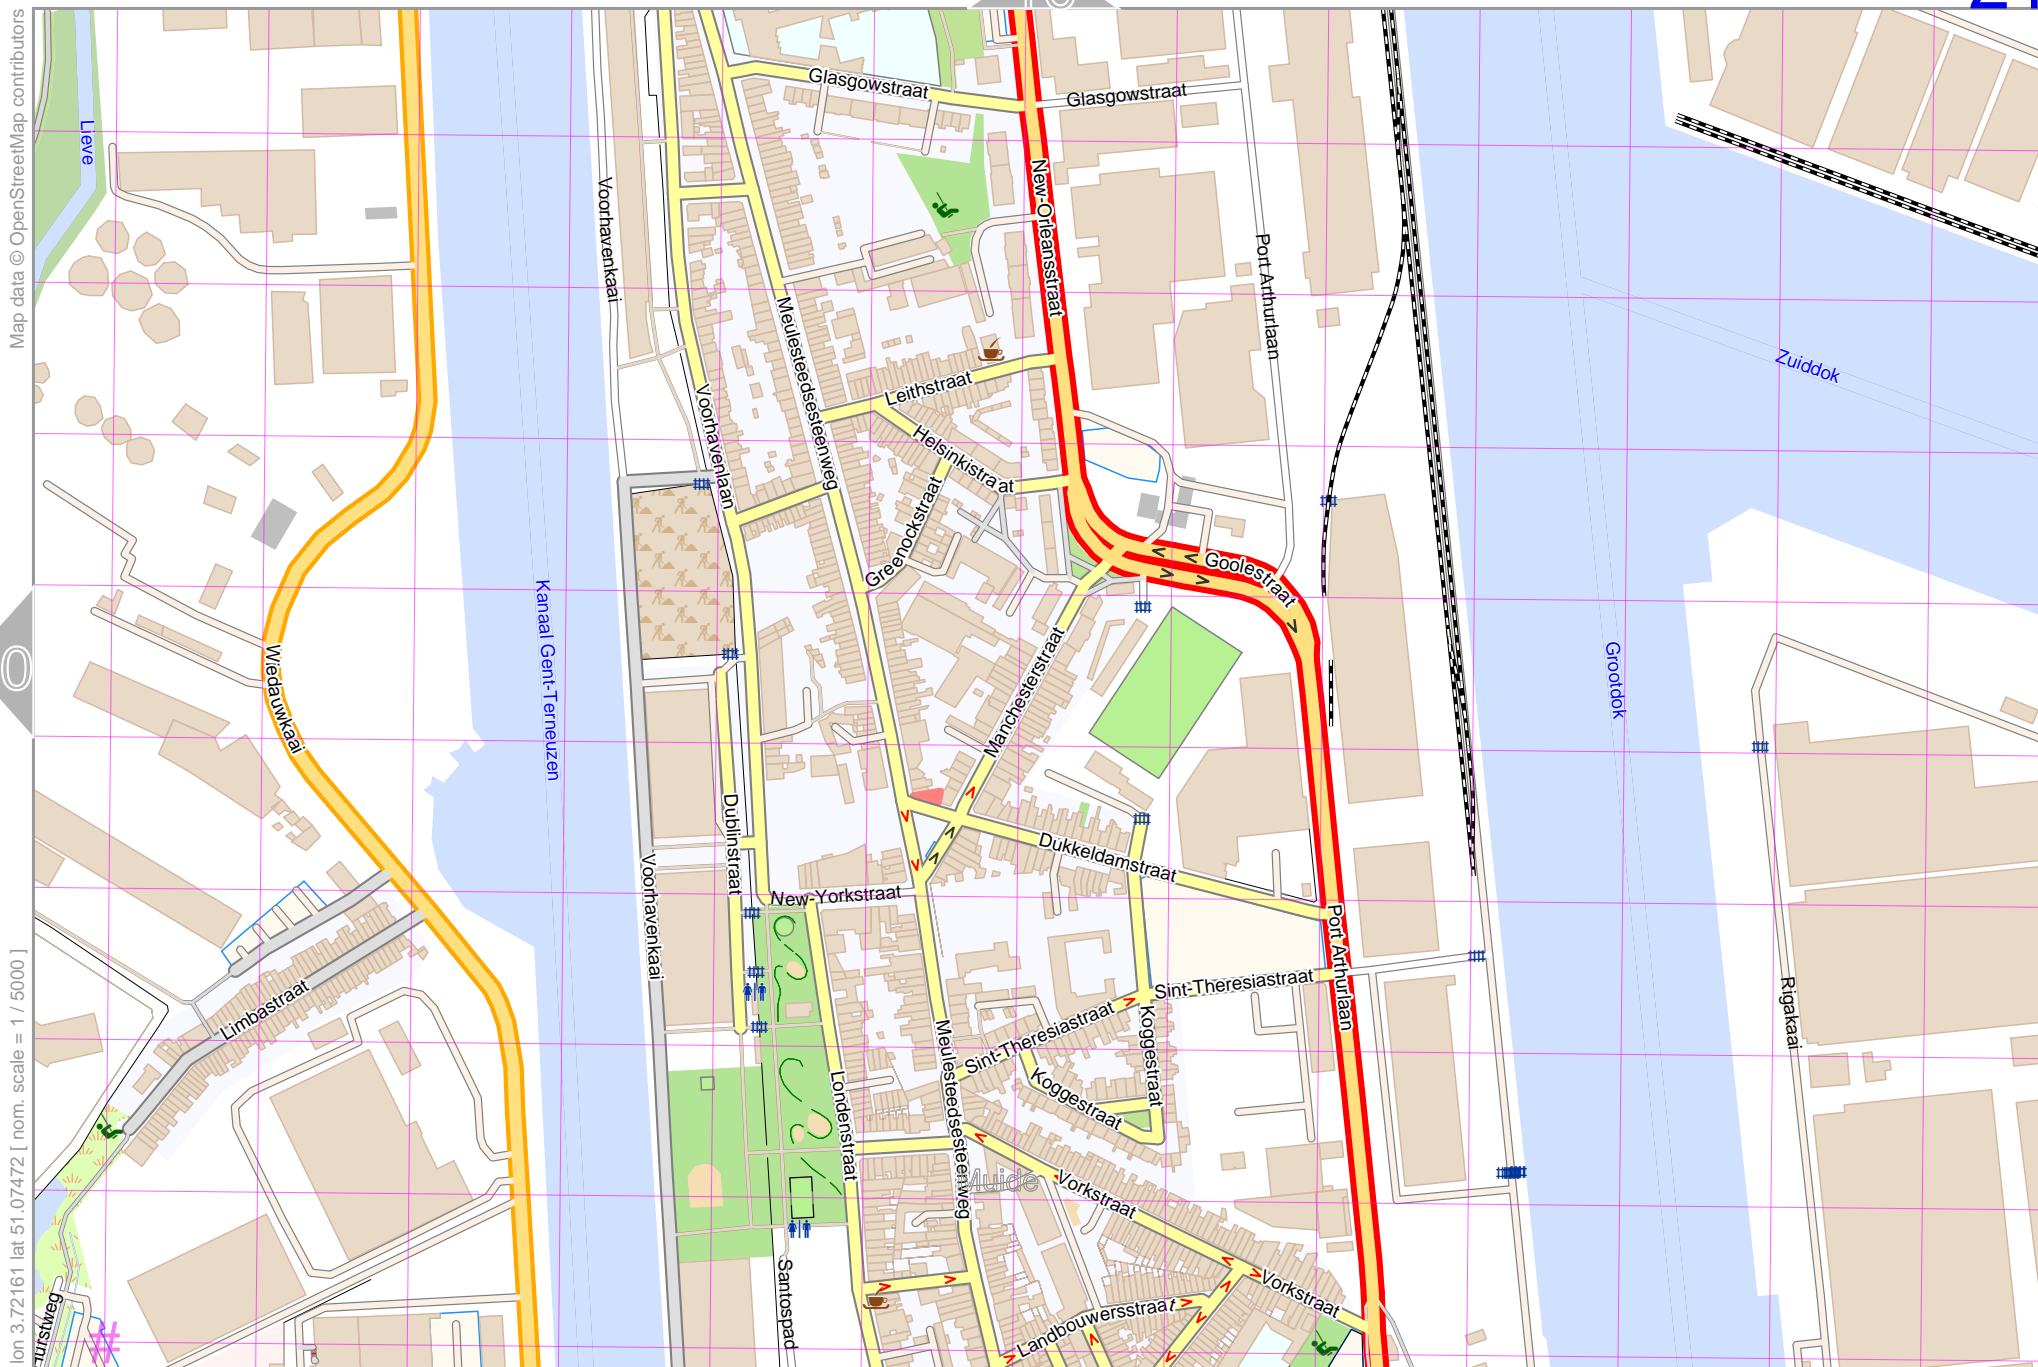 Map data © OpenStreetMap contributors
lon 3.72161 lat 51.07472 [ nom. scale = 1 / 5000 ]
0
Lieve
Glasgowstraat
Glasgowstraat
Voorhavenkaai
New-Orleansstraat
Port Arthurlaan
Meulesteedsesteenweg
Zuiddok
Leithstraat
Voorhavenlaan
Helsinkistraat
Greenockstraat
Goolestraat
Kanaal Gent-Terneuzen
Wiedauwkaai
Manchesterstraat
Grootdok
Dublinstraat
Dukkeldamstraat
Voorhavenkaai
New-Yorkstraat
Port Arthurlaan
Limbastraat
Sint-Theresiastraat
Sint-Theresiastraat
Rigakaai
Koggestraat
Koggestraat
Meulesteedsesteenweg
Londenstraat
Muide
Vorkstraat
Vorkstraat
Santospad
Landbouwersstraat
urstweg